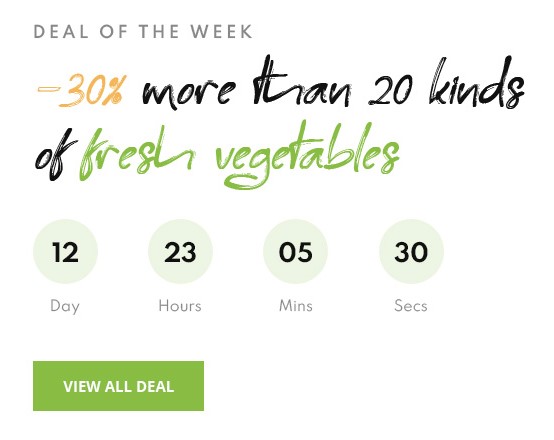 DEAL OF THE WEEK
-30% more than 20 kinds
of fresh vegetables
12 23 05 30
Day Hours Mins Secs
VIEW ALL DEAL